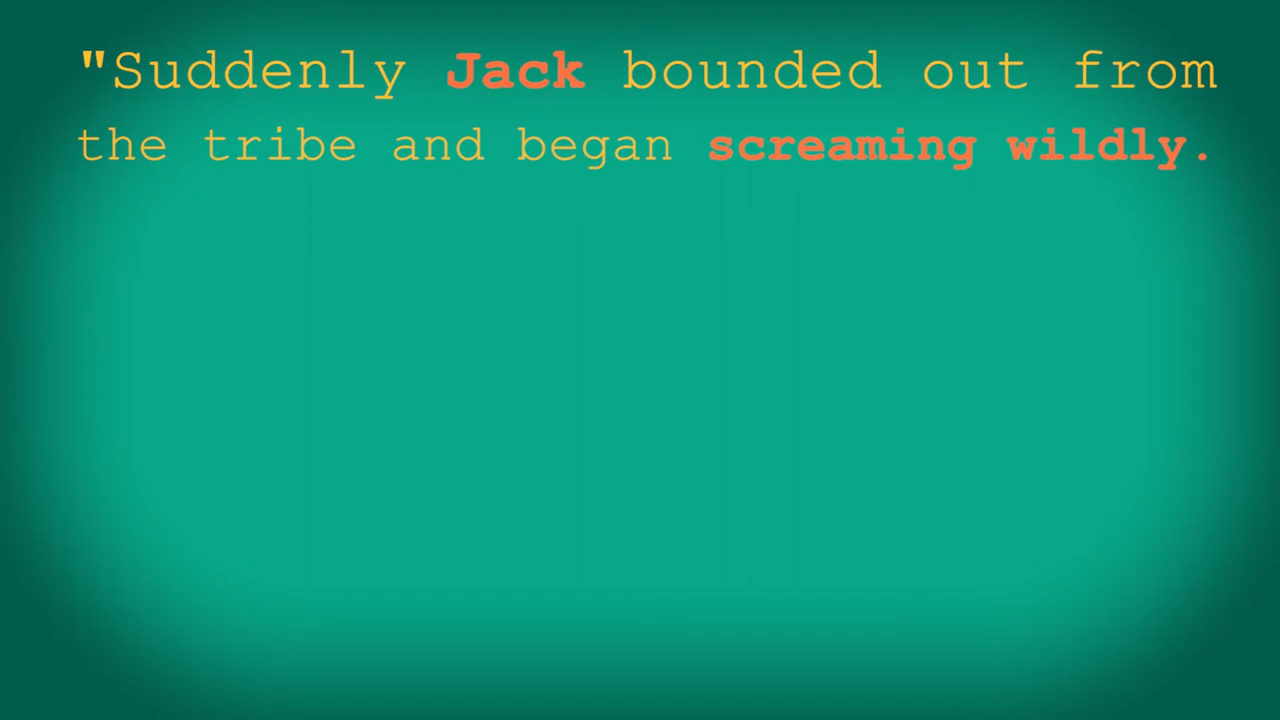 "Suddenly Jack bounded out from
the tribe and began screaming wildly.